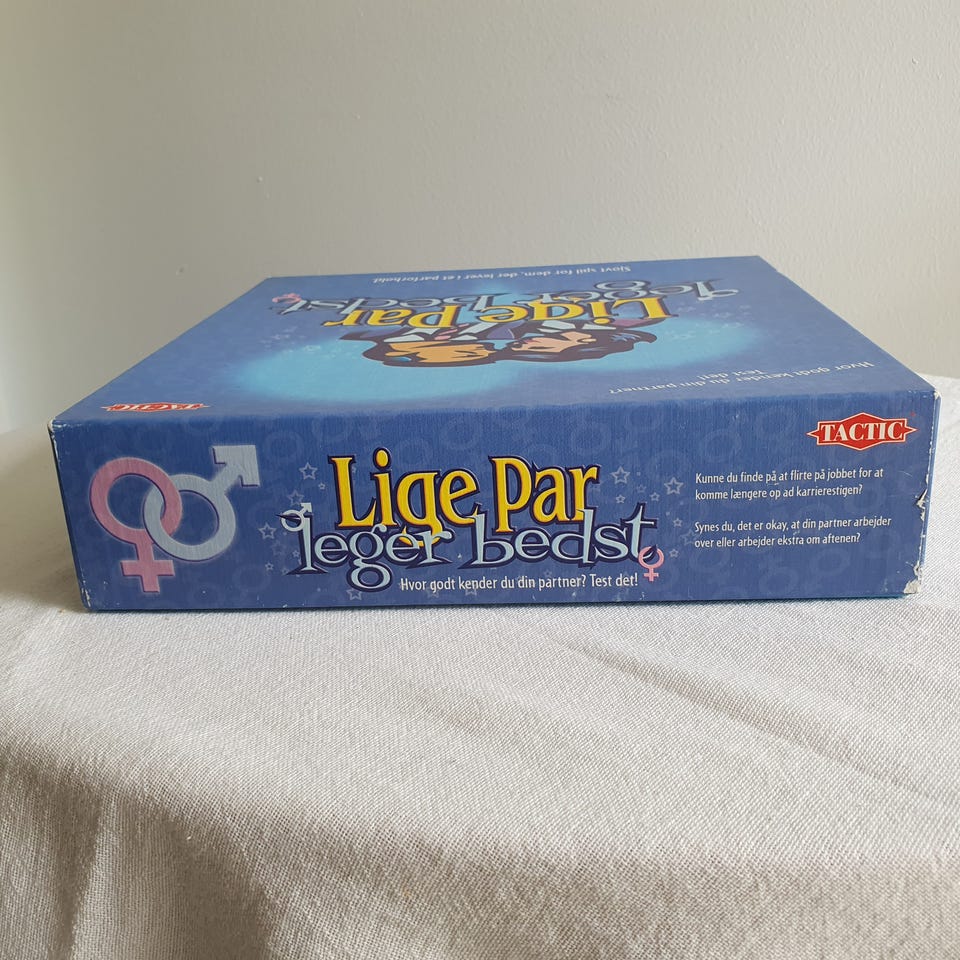 Sjovt spil for dem, der lever i et parforhold.
Lige Par
leger bedst
Hvor godt kender du din partner?
Test det!
TACTIC
TACTIC
Lige Par
leger bedst
Hvor godt kender du din partner? Test det!
Kunne du finde på at flirte på jobbet for at
komme længere op ad karrierestigen?
Synes du, det er okay, at din partner arbejder
over eller arbejder ekstra om aftenen?